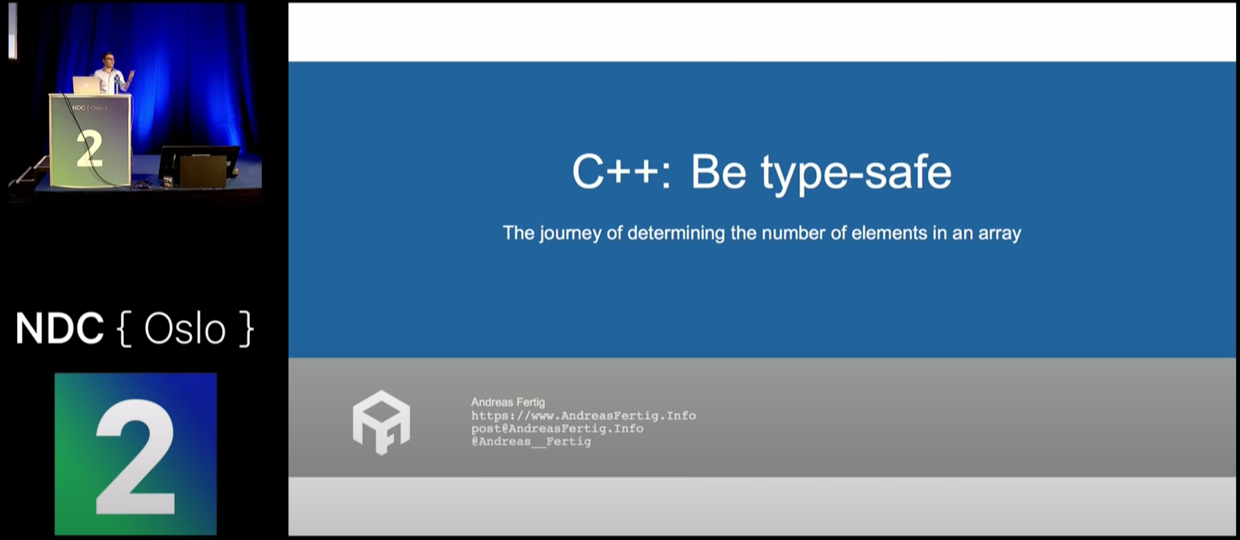 NDC { Oslo }
2
NDC { Oslo }
2
C++: Be type-safe
The journey of determining the number of elements in an array
Andreas Fertig
https://www.AndreasFertig.Info
post@AndreasFertig.Info
@Andreas__Fertig